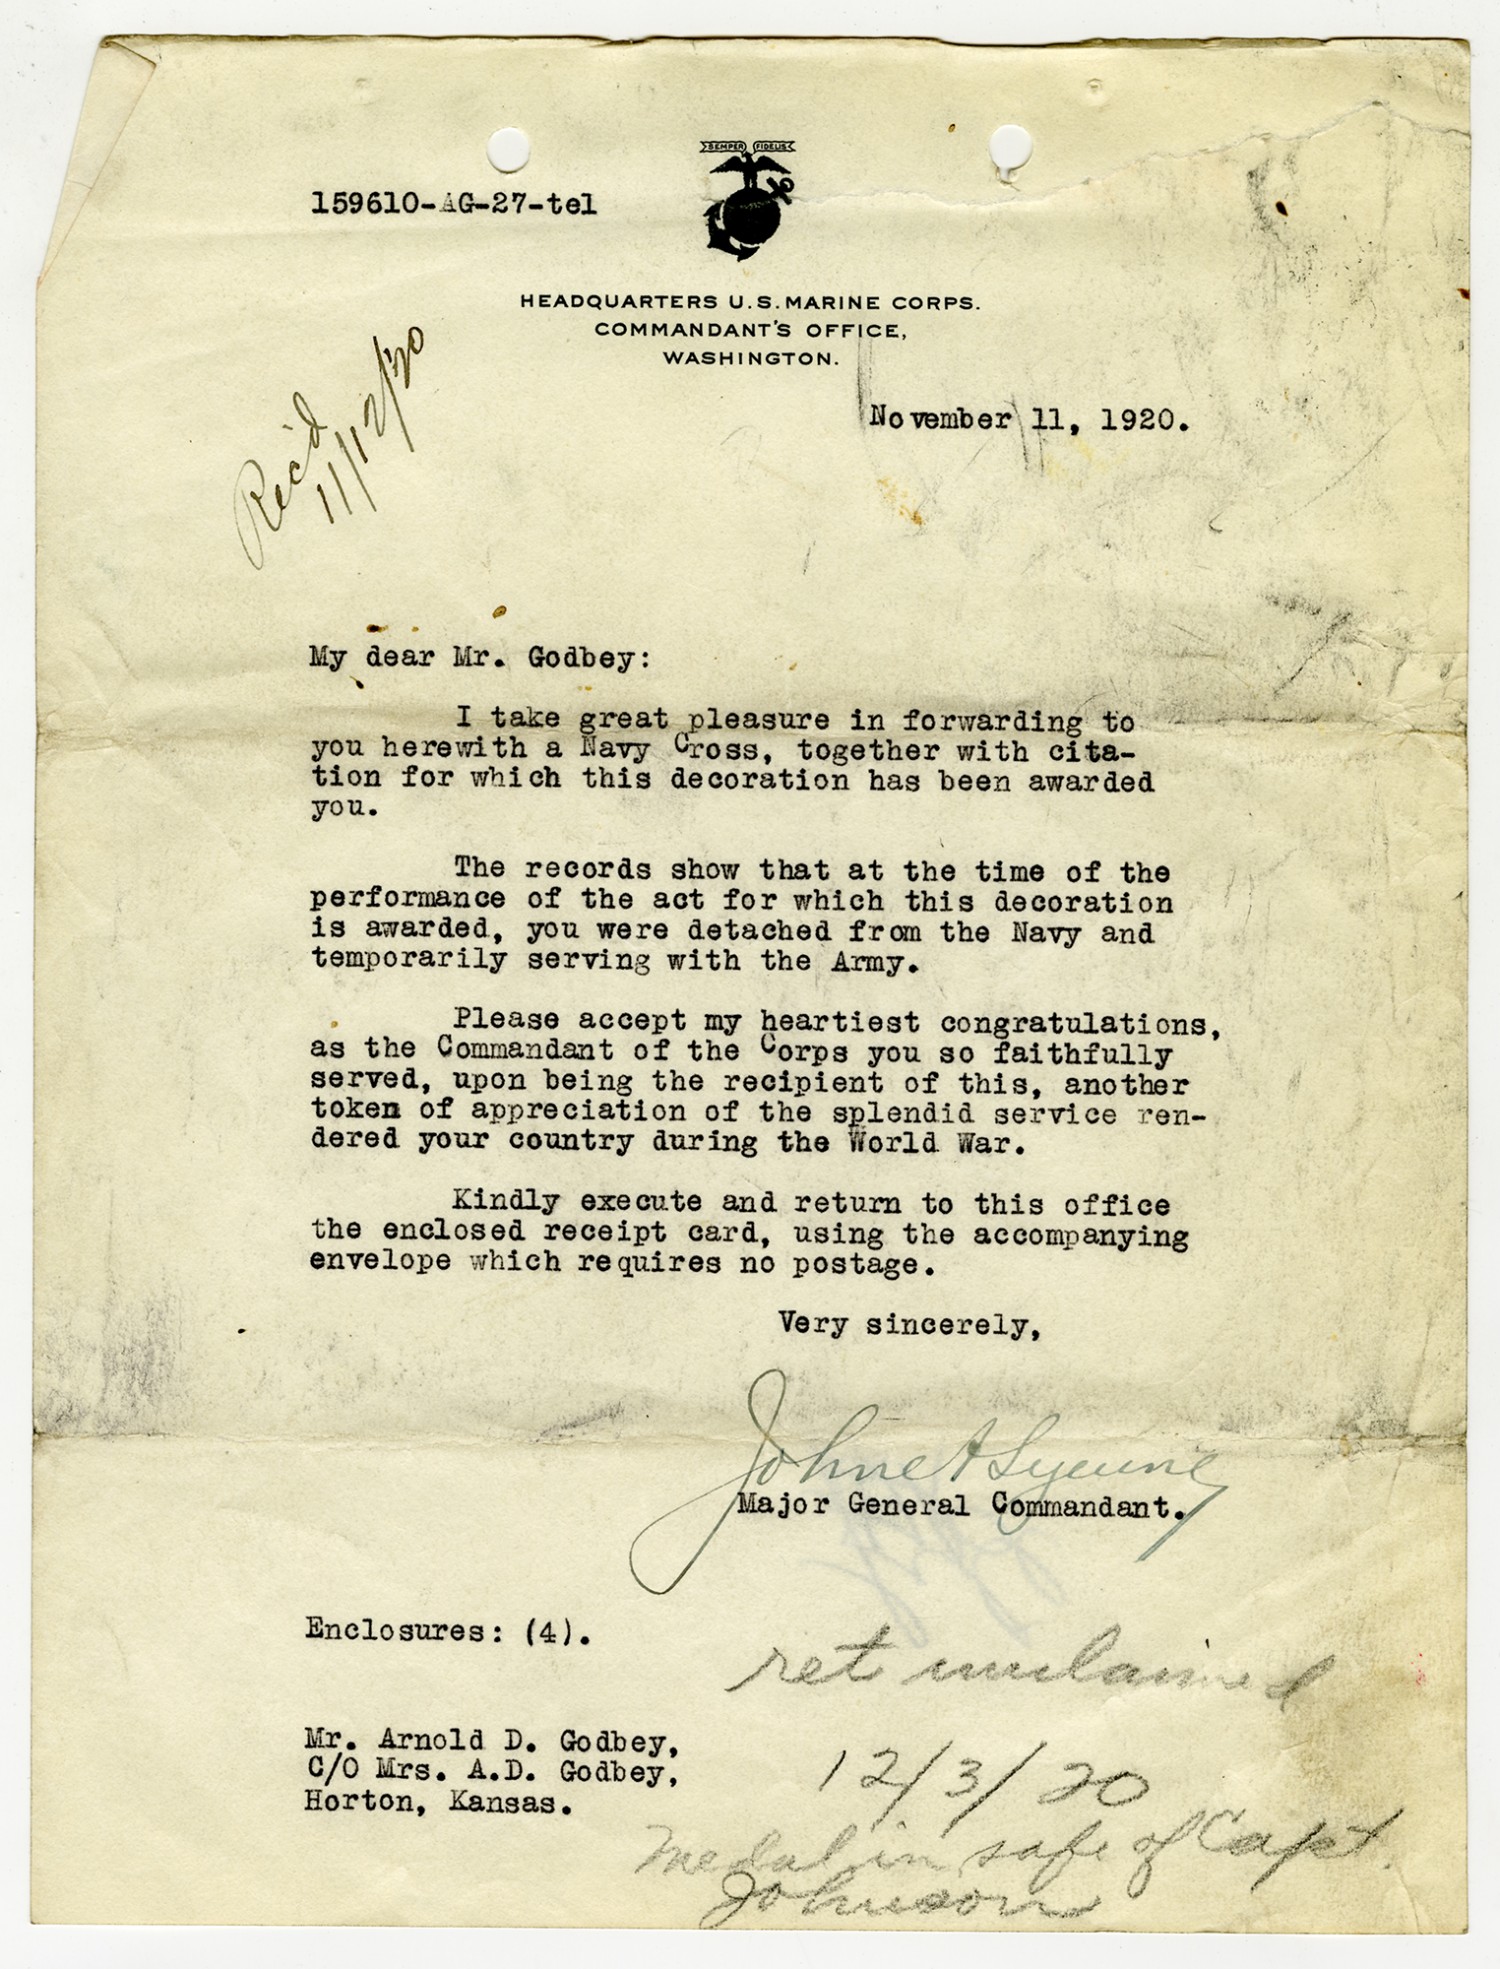 SEMPER FIDELIS
159610-AG-27-tel
HEADQUARTERS U.S. MARINE CORPS.
COMMANDANT'S OFFICE,
WASHINGTON.
Rec'd
11/12/20
November 11, 1920.
My dear Mr. Godbey:
I take great pleasure in forwarding to
you herewith a Navy Cross, together with cita-
tion for which this decoration has been awarded
you.
The records show that at the time of the
performance of the act for which this decoration
is awarded, you were detached from the Navy and
temporarily serving with the Army.
Please accept my heartiest congratulations,
as the Commandant of the Corps you so faithfully
served, upon being the recipient of this, another
token of appreciation of the splendid service ren-
dered your country during the World War.
Kindly execute and return to this office
the enclosed receipt card, using the accompanying
envelope which requires no postage.
Very sincerely,
John A Lejeune
Major General Commandant.
Enclosures: (4).
ret unclaimed
Mr. Arnold D. Godbey,
C/O Mrs. A.D. Godbey,
Horton, Kansas.
12/3/20
Medal in safe of Capt.
Johnson